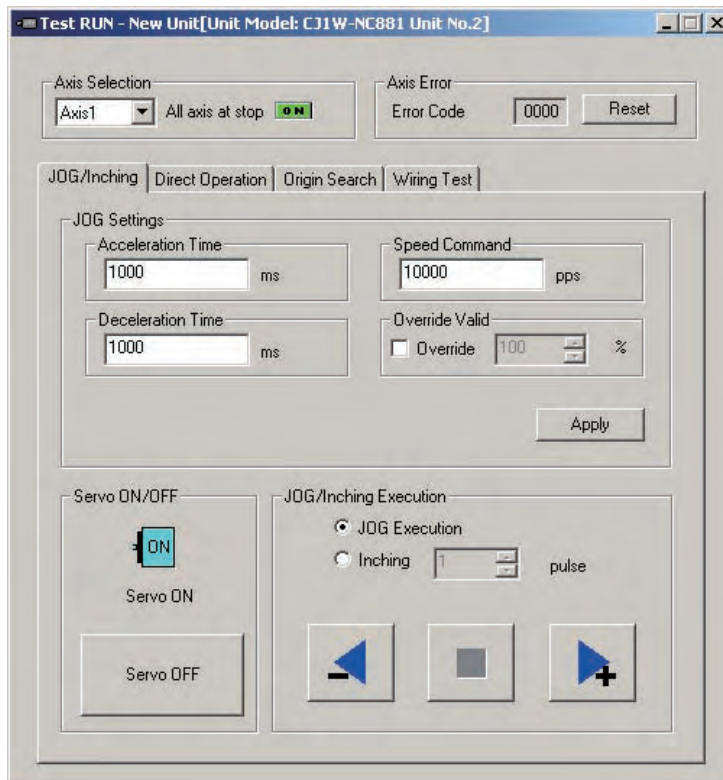 Test RUN - New Unit[Unit Model: CJ1W-NC881 Unit No.2]
Axis Selection
Axis1 All axis at stop ON
Axis Error
Error Code 0000 Reset
JOG/Inching Direct Operation Origin Search Wiring Test
JOG Settings
Acceleration Time
1000 ms
Speed Command
10000 pps
Deceleration Time
1000 ms
Override Valid
Override 100 %
Apply
Servo ON/OFF
ON
Servo ON
Servo OFF
JOG/Inching Execution
JOG Execution
Inching 1 pulse